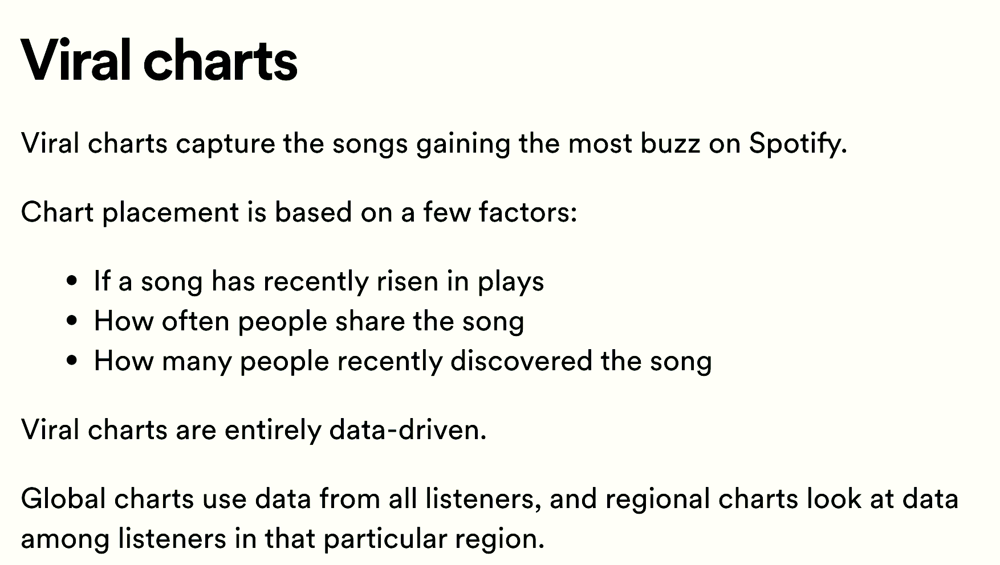 Viral charts
Viral charts capture the songs gaining the most buzz on Spotify.
Chart placement is based on a few factors:
• If a song has recently risen in plays
• How often people share the song
• How many people recently discovered the song
Viral charts are entirely data-driven.
Global charts use data from all listeners, and regional charts look at data
among listeners in that particular region.